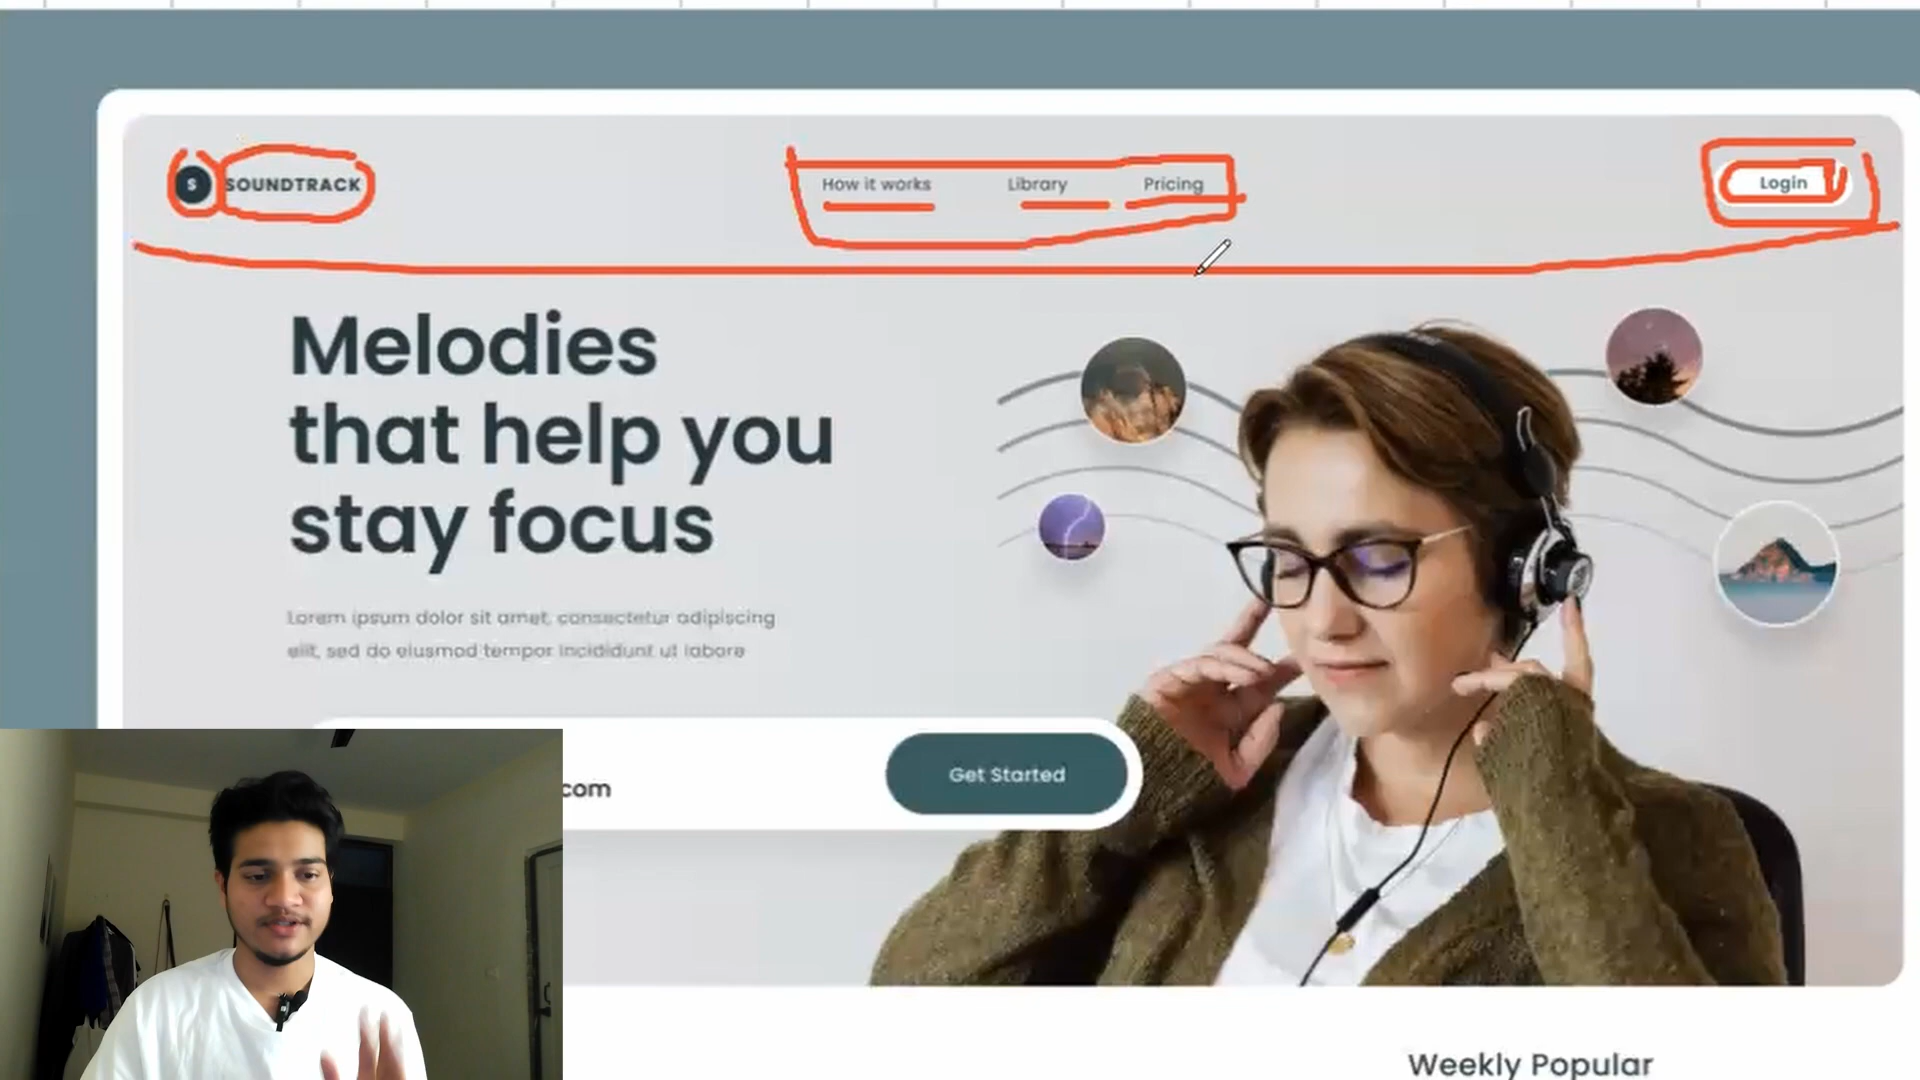 S SOUNDTRACK How it works Library Pricing Login
Melodies
that help you
stay focus
Lorem ipsum dolor sit amet, consectetur adipiscing
elit, sed do eiusmod tempor incididunt ut labore
com Get Started
Weekly Popular